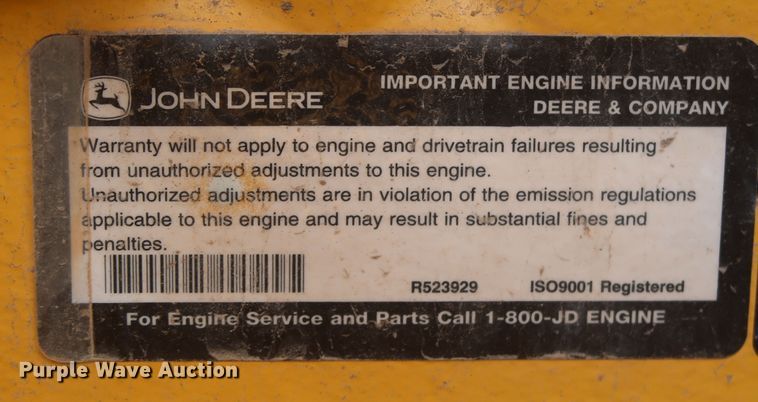 JOHN DEERE
IMPORTANT ENGINE INFORMATION
DEERE & COMPANY
Warranty will not apply to engine and drivetrain failures resulting
from unauthorized adjustments to this engine.
Unauthorized adjustments are in violation of the emission regulations
applicable to this engine and may result in substantial fines and
penalties.
R523929 ISO9001 Registered
For Engine Service and Parts Call 1-800-JD ENGINE
Purple Wave Auction